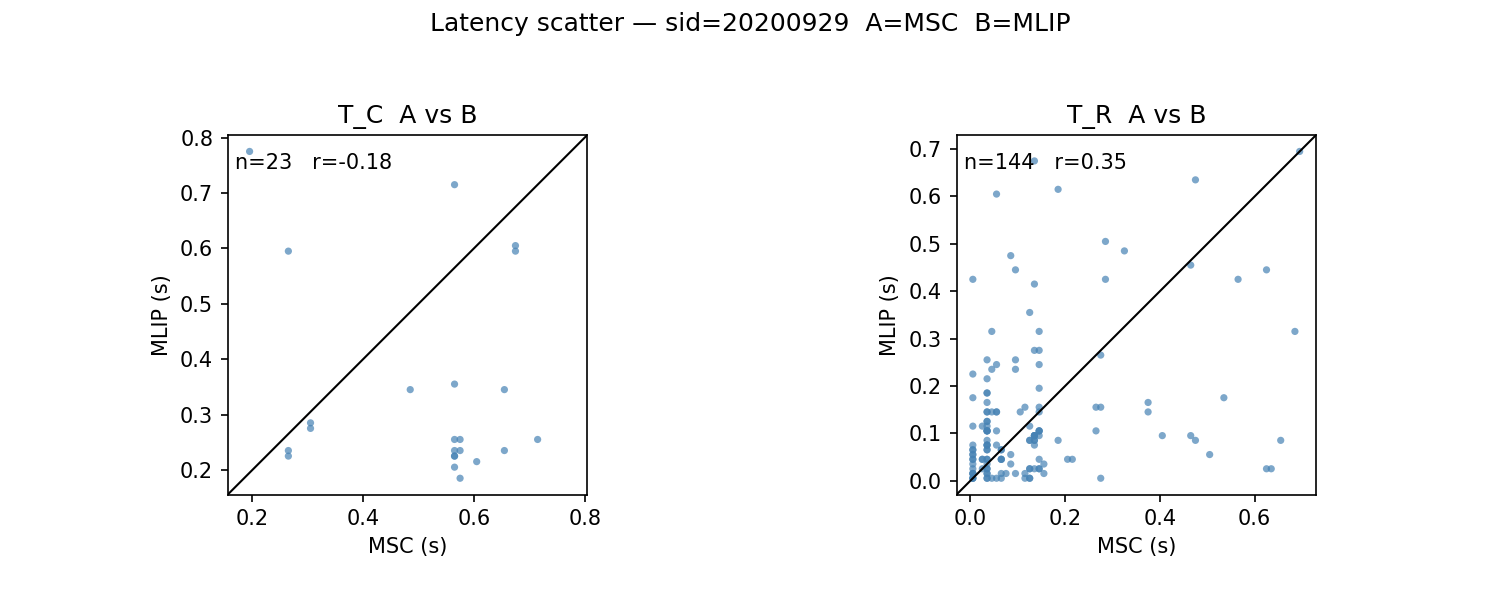 Latency scatter — sid=20200929  A=MSC  B=MLIP
T_C  A vs B
n=23   r=-0.18
0.8
0.7
0.6
0.5
0.4
0.3
0.2
MLIP (s)
0.2 0.4 0.6 0.8
MSC (s)
T_R  A vs B
n=144   r=0.35
0.7
0.6
0.5
0.4
0.3
0.2
0.1
0.0
MLIP (s)
0.0 0.2 0.4 0.6
MSC (s)